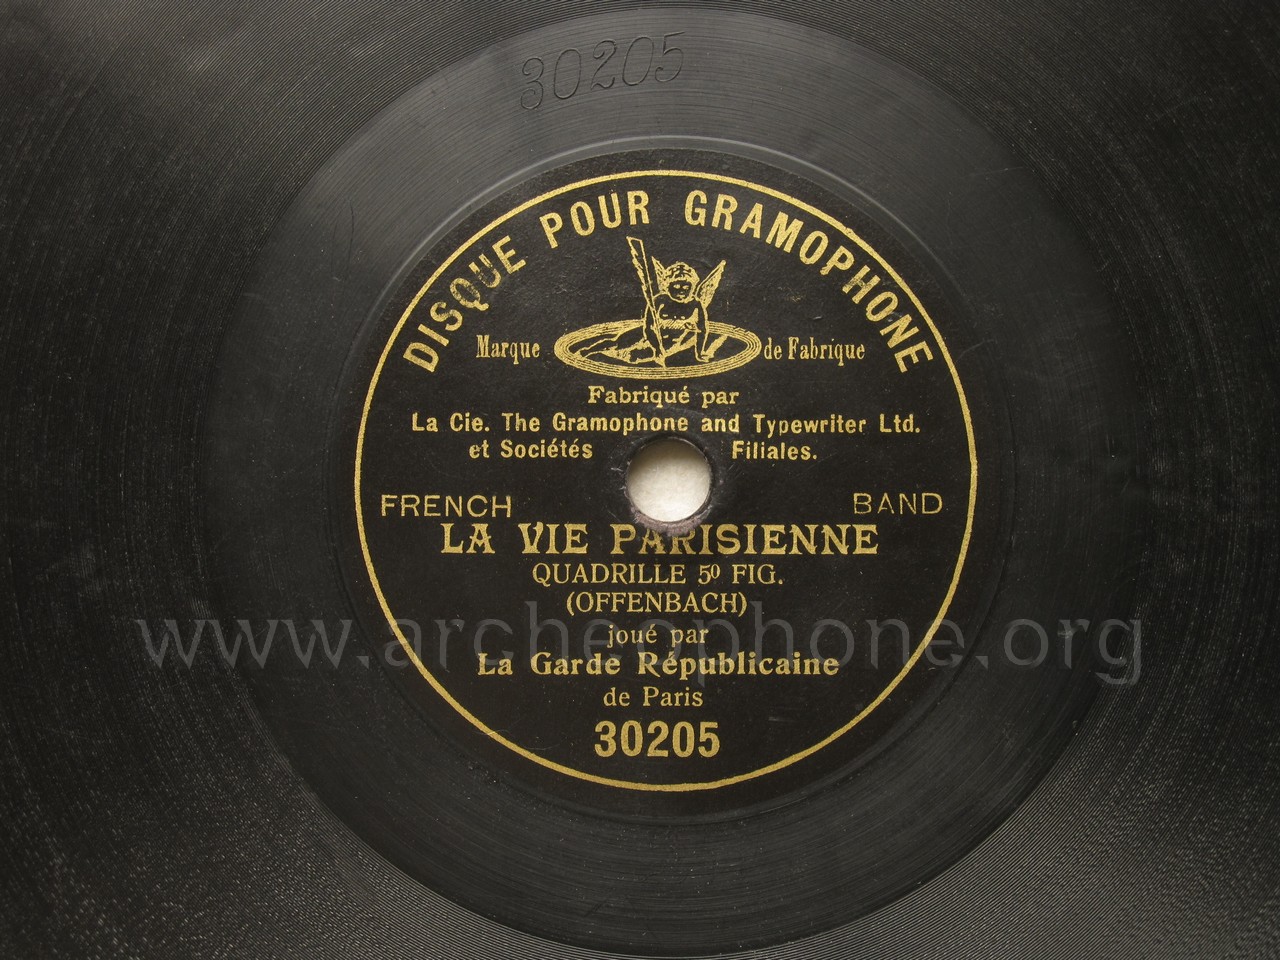 30205
DISQUE POUR GRAMOPHONE
Marque de Fabrique
Fabriqué par
La Cie. The Gramophone and Typewriter Ltd.
et Sociétés Filiales.
FRENCH BAND
LA VIE PARISIENNE
QUADRILLE 5º FIG.
(OFFENBACH)
joué par
www.archeophone.org
La Garde Républicaine
de Paris
30205